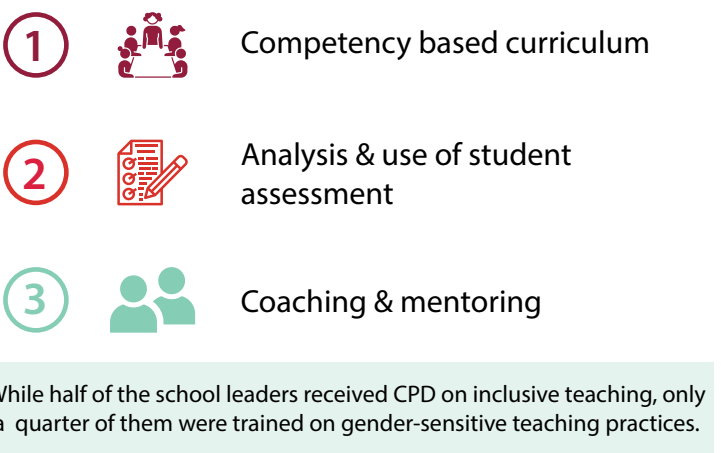 1 Competency based curriculum
2 Analysis & use of student
assessment
3 Coaching & mentoring
While half of the school leaders received CPD on inclusive teaching, only
a quarter of them were trained on gender-sensitive teaching practices.